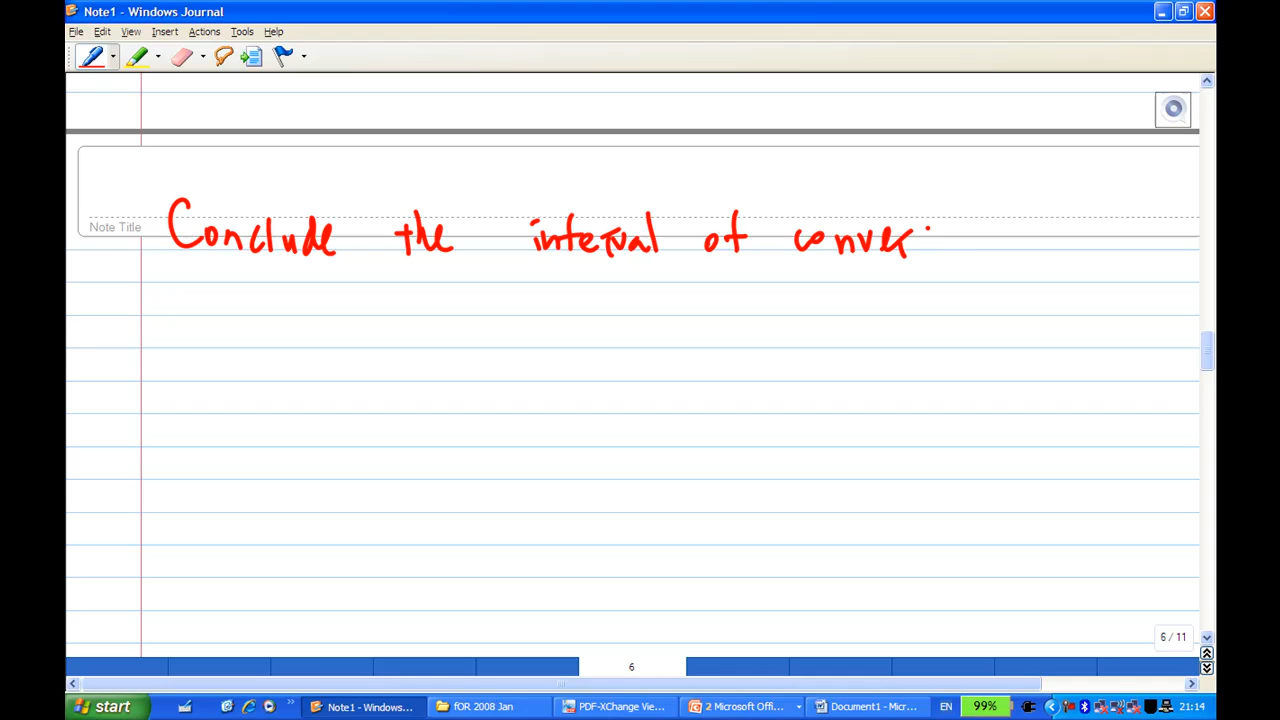 Note1 - Windows Journal
File Edit View Insert Actions Tools Help
Note Title
Conclude the interval of conver
6 / 11
6
start
Note1 - Windows...
fOR 2008 Jan
PDF-XChange Vie...
2 Microsoft Offi...
Document1 - Micr...
EN
99%
21:14